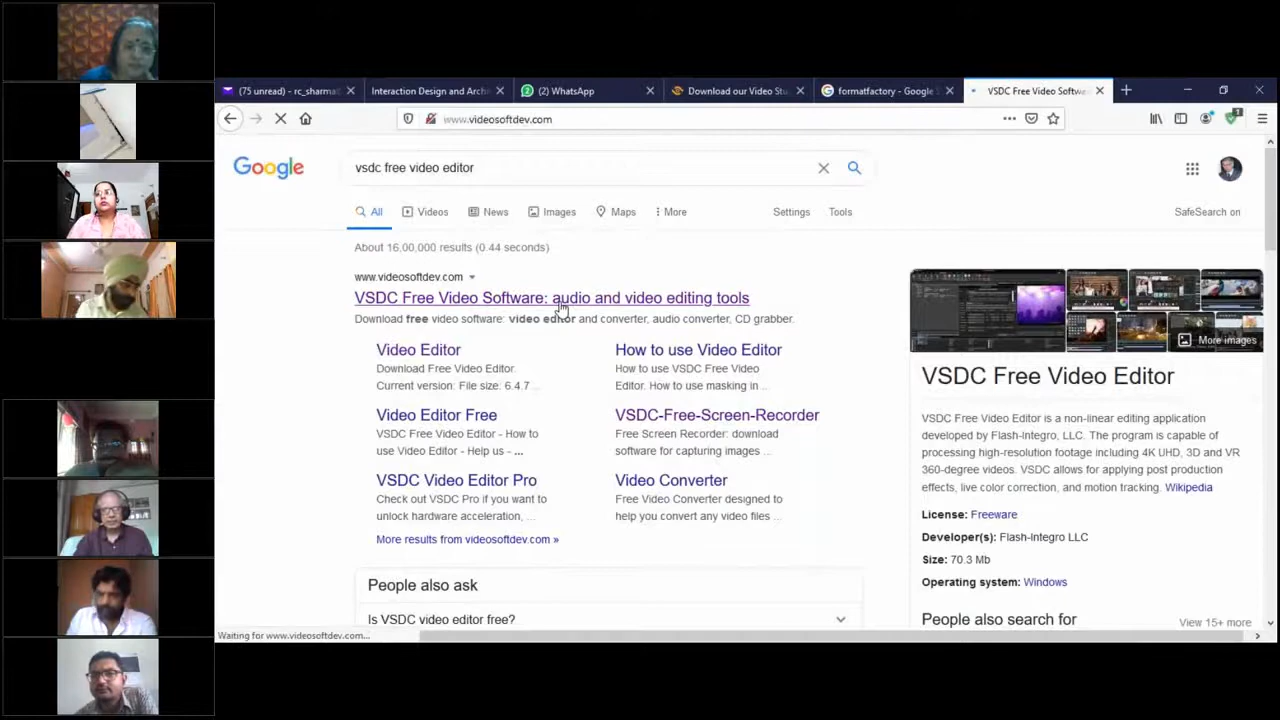 (75 unread) - rc_sharma
Interaction Design and Archi
(2) WhatsApp
Download our Video Stu
formatfactory - Google S
VSDC Free Video Softwa
www.videosoftdev.com
Google
vsdc free video editor
All
Videos
News
Images
Maps
More
Settings
Tools
SafeSearch on
About 16,00,000 results (0.44 seconds)
www.videosoftdev.com
VSDC Free Video Software: audio and video editing tools
Download free video software: video editor and converter, audio converter, CD grabber.
Video Editor
Download Free Video Editor.
Current version: File size: 6.4.7 ...
How to use Video Editor
How to use VSDC Free Video
Editor. How to use masking in ...
Video Editor Free
VSDC Free Video Editor - How to
use Video Editor - Help us - ...
VSDC-Free-Screen-Recorder
Free Screen Recorder: download
software for capturing images ...
VSDC Video Editor Pro
Check out VSDC Pro if you want to
unlock hardware acceleration, ...
Video Converter
Free Video Converter designed to
help you convert any video files ...
More results from videosoftdev.com »
People also ask
Is VSDC video editor free?
More images
VSDC Free Video Editor
VSDC Free Video Editor is a non-linear editing application
developed by Flash-Integro, LLC. The program is capable of
processing high-resolution footage including 4K UHD, 3D and VR
360-degree videos. VSDC allows for applying post production
effects, live color correction, and motion tracking. Wikipedia
License: Freeware
Developer(s): Flash-Integro LLC
Size: 70.3 Mb
Operating system: Windows
People also search for
View 15+ more
Waiting for www.videosoftdev.com...